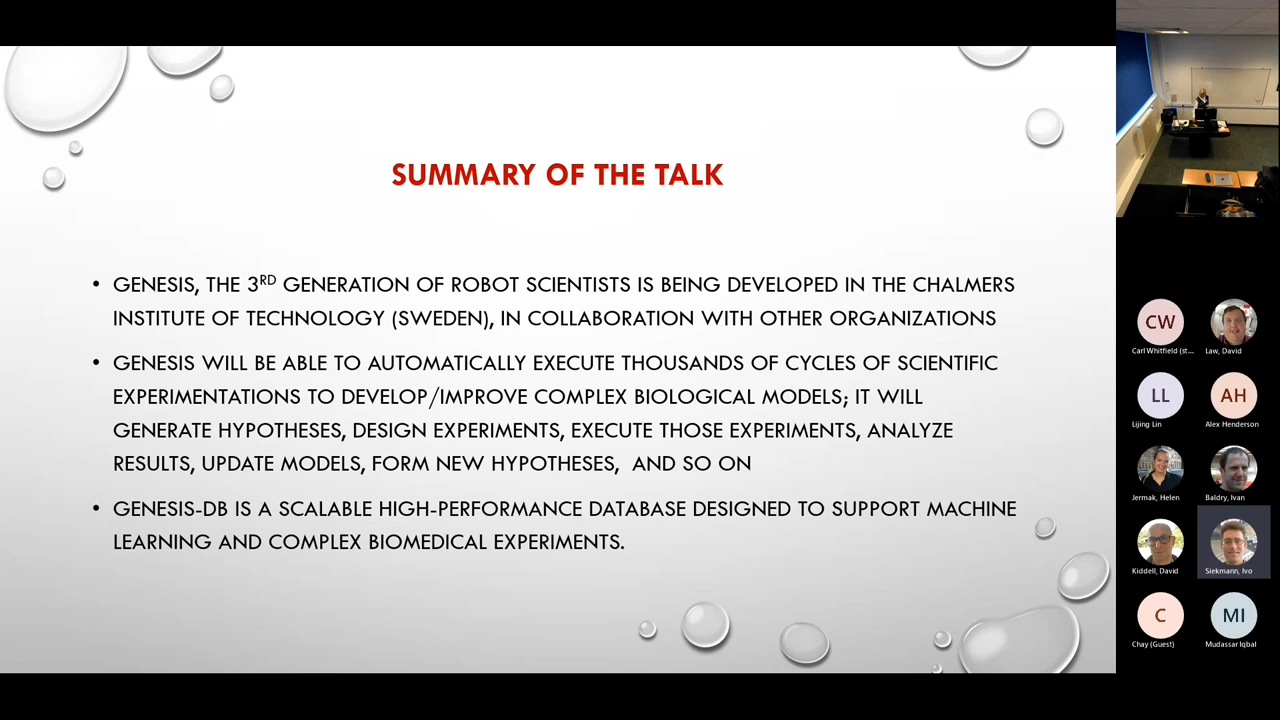 SUMMARY OF THE TALK
• GENESIS, THE 3RD GENERATION OF ROBOT SCIENTISTS IS BEING DEVELOPED IN THE CHALMERS
INSTITUTE OF TECHNOLOGY (SWEDEN), IN COLLABORATION WITH OTHER ORGANIZATIONS
• GENESIS WILL BE ABLE TO AUTOMATICALLY EXECUTE THOUSANDS OF CYCLES OF SCIENTIFIC
EXPERIMENTATIONS TO DEVELOP/IMPROVE COMPLEX BIOLOGICAL MODELS; IT WILL
GENERATE HYPOTHESES, DESIGN EXPERIMENTS, EXECUTE THOSE EXPERIMENTS, ANALYZE
RESULTS, UPDATE MODELS, FORM NEW HYPOTHESES, AND SO ON
• GENESIS-DB IS A SCALABLE HIGH-PERFORMANCE DATABASE DESIGNED TO SUPPORT MACHINE
LEARNING AND COMPLEX BIOMEDICAL EXPERIMENTS.
CW
Carl Whitfield (st...
Law, David
LL
Lijing Lin
AH
Alex Henderson
Jermak, Helen
Baldry, Ivan
Kiddell, David
Siekmann, Ivo
C
Chay (Guest)
MI
Mudassar Iqbal